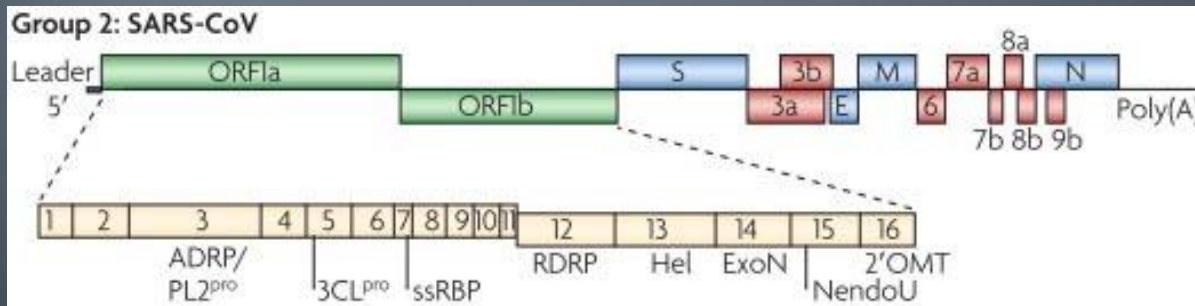 Group 2: SARS-CoV
8a
Leader ORF1a S 3b M 7a N
5′ ORF1b 3a E 6 Poly(A
7b 8b 9b
1 2 3 4 5 6 7 8 9 10 11 12 13 14 15 16
ADRP/ RDRP Hel ExoN 2′OMT
PL2pro 3CLpro ssRBP NendoU